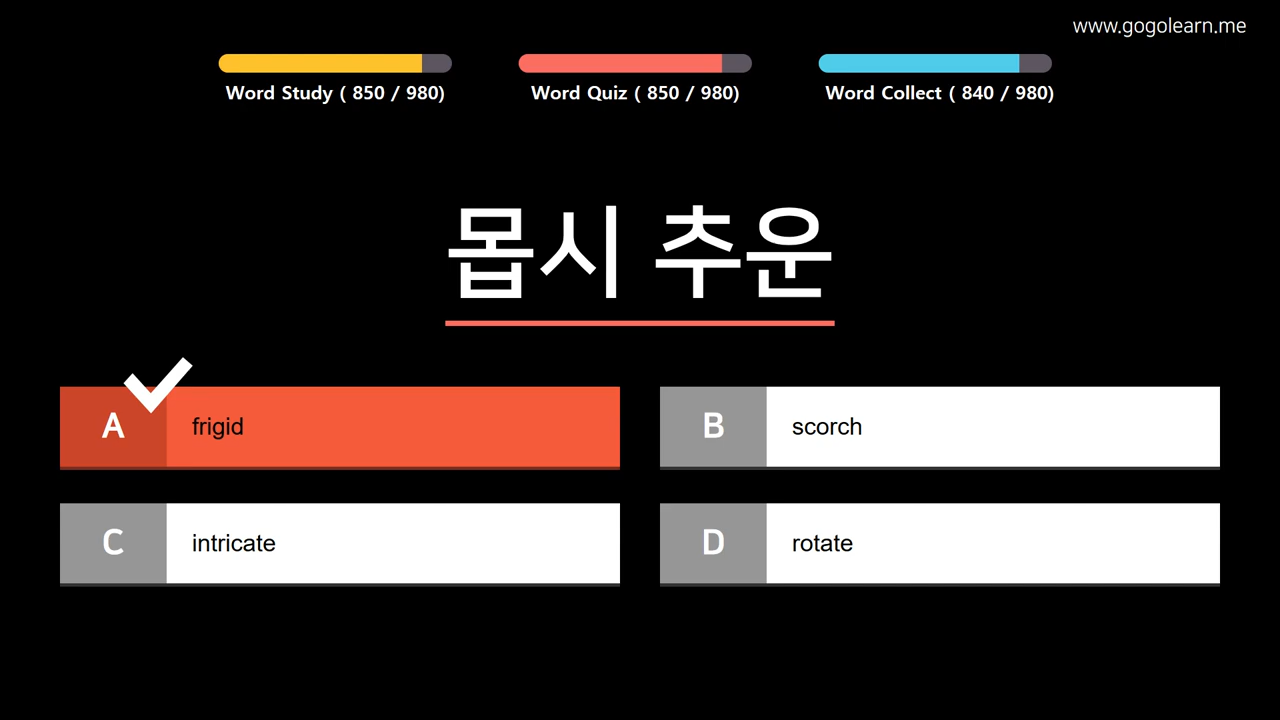 www.gogolearn.me
Word Study ( 850 / 980)
Word Quiz ( 850 / 980)
Word Collect ( 840 / 980)
몹시 추운
A frigid
B scorch
C intricate
D rotate